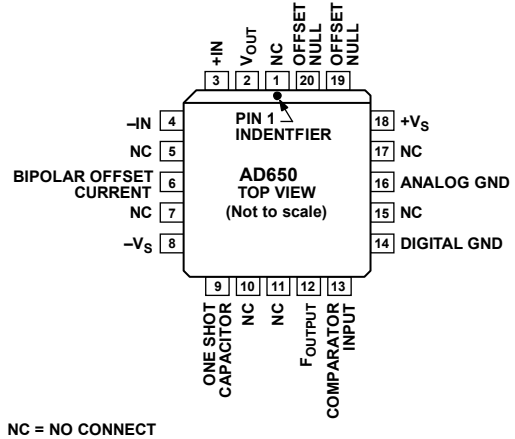 +IN
VOUT
NC
OFFSET
NULL
OFFSET
NULL
3
2
1
20
19
–IN
4
NC
5
BIPOLAR OFFSET
CURRENT
6
NC
7
–VS
8
PIN 1
INDENTFIER
AD650
TOP VIEW
(Not to scale)
18
+VS
17
NC
16
ANALOG GND
15
NC
14
DIGITAL GND
9
10
11
12
13
ONE SHOT
CAPACITOR
NC
NC
FOUTPUT
COMPARATOR
INPUT
NC = NO CONNECT